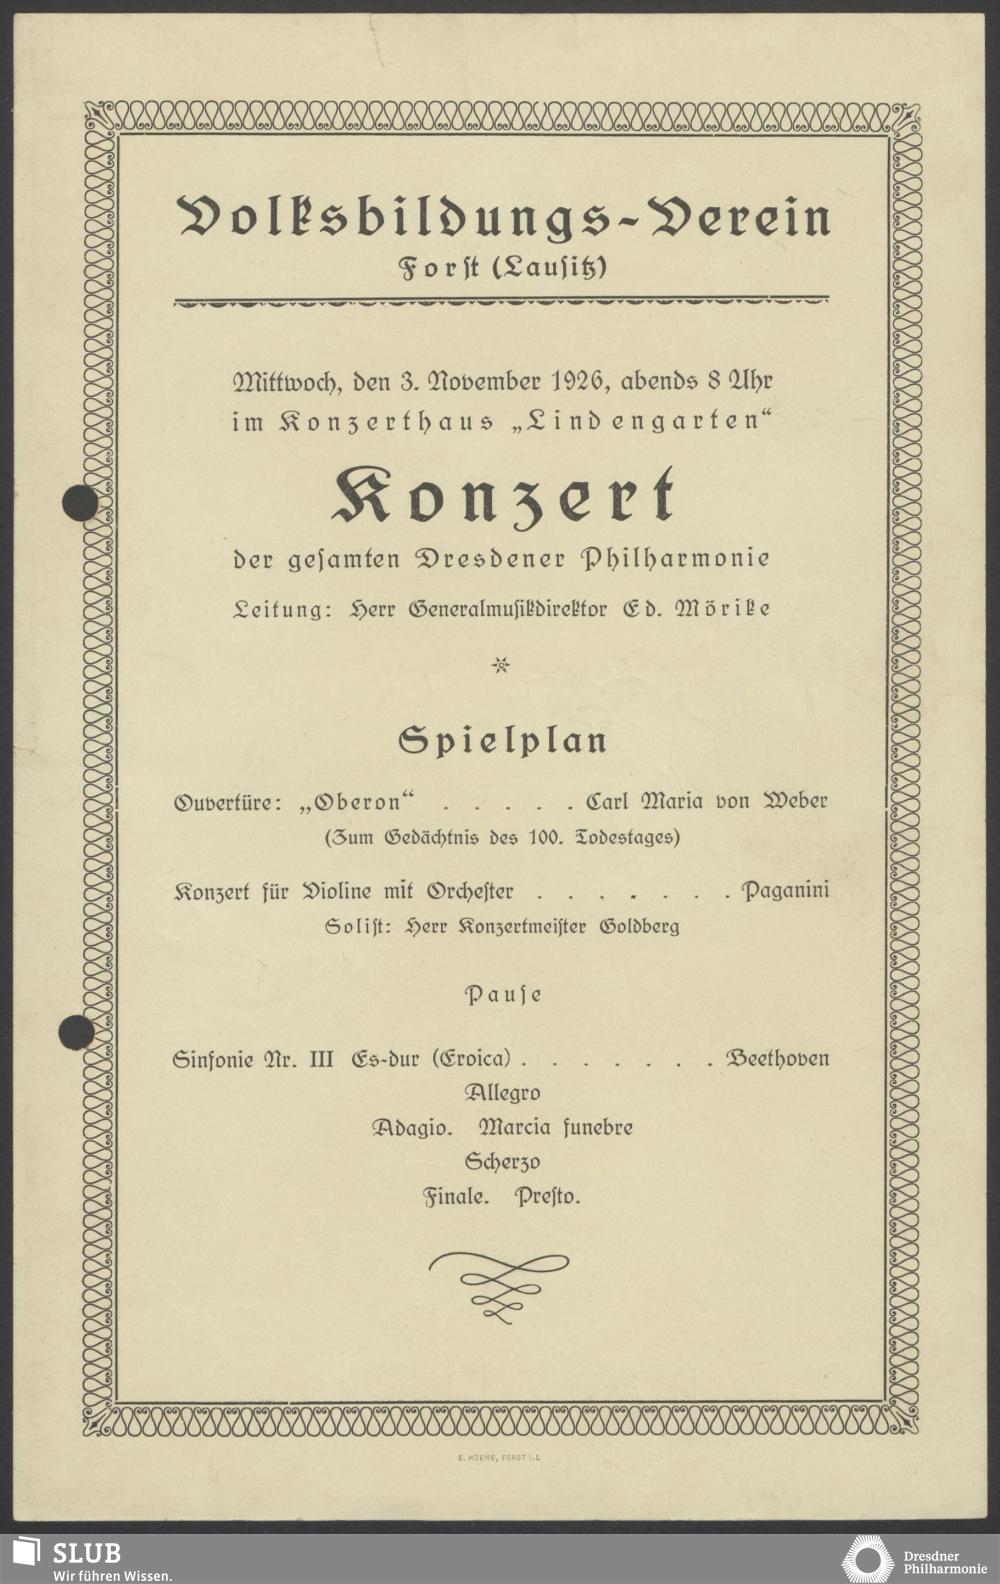 Volksbildungs-Verein
Forst (Lausitz)
Mittwoch, den 3. November 1926, abends 8 Uhr
im Konzerthaus „Lindengarten“
Konzert
der gesamten Dresdener Philharmonie
Leitung: Herr Generalmusikdirektor Ed. Mörike
Spielplan
Ouvertüre: „Oberon“ . . . . . Carl Maria von Weber
(Zum Gedächtnis des 100. Todestages)
Konzert für Violine mit Orchester . . . . . . . Paganini
Solist: Herr Konzertmeister Goldberg
Pause
Sinfonie Nr. III Es-dur (Eroica) . . . . . . . Beethoven
Allegro
Adagio. Marcia funebre
Scherzo
Finale. Presto.
E. HOENE, FORST i. L.
SLUB
Wir führen Wissen.
Dresdner
Philharmonie